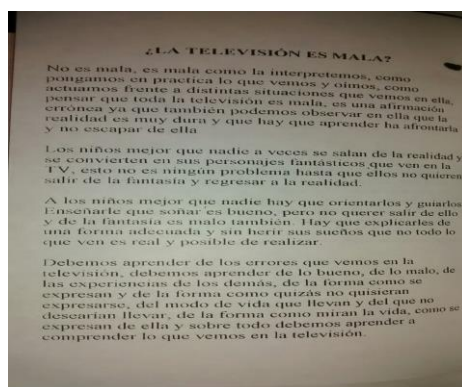 ¿LA TELEVISIÓN ES MALA?
No es mala, es mala como la interpretemos, como
pongamos en practica lo que vemos y oimos, como
actuamos frente a distintas situaciones que vemos en ella,
pensar que toda la televisión es mala, es una afirmación
errónea ya que también podemos observar en ella que la
realidad es muy dura y que hay que aprender ha afrontarla
y no escapar de ella
Los niños mejor que nadie a veces se salan de la realidad y
se convierten en sus personajes fantásticos que ven en la
TV, esto no es ningún problema hasta que ellos no quieren
salir de la fantasía y regresar a la realidad.
A los niños mejor que nadie hay que orientarlos y guiarlos
Enseñarle que soñar es bueno, pero no querer salir de ello
y de la fantasía es malo también. Hay que explicarles de
una forma adecuada y sin herir sus sueños que no todo lo
que ven es real y posible de realizar.
Debemos aprender de los errores que vemos en la
televisión, debemos aprender de lo bueno, de lo malo, de
las experiencias de los demás, de la forma como se
expresan y de la forma como quizás no quisieran
expresarse, del modo de vida que llevan y del que no
desearían llevar, de la forma como miran la vida, como se
expresan de ella y sobre todo debemos aprender a
comprender lo que vemos en la televisión.